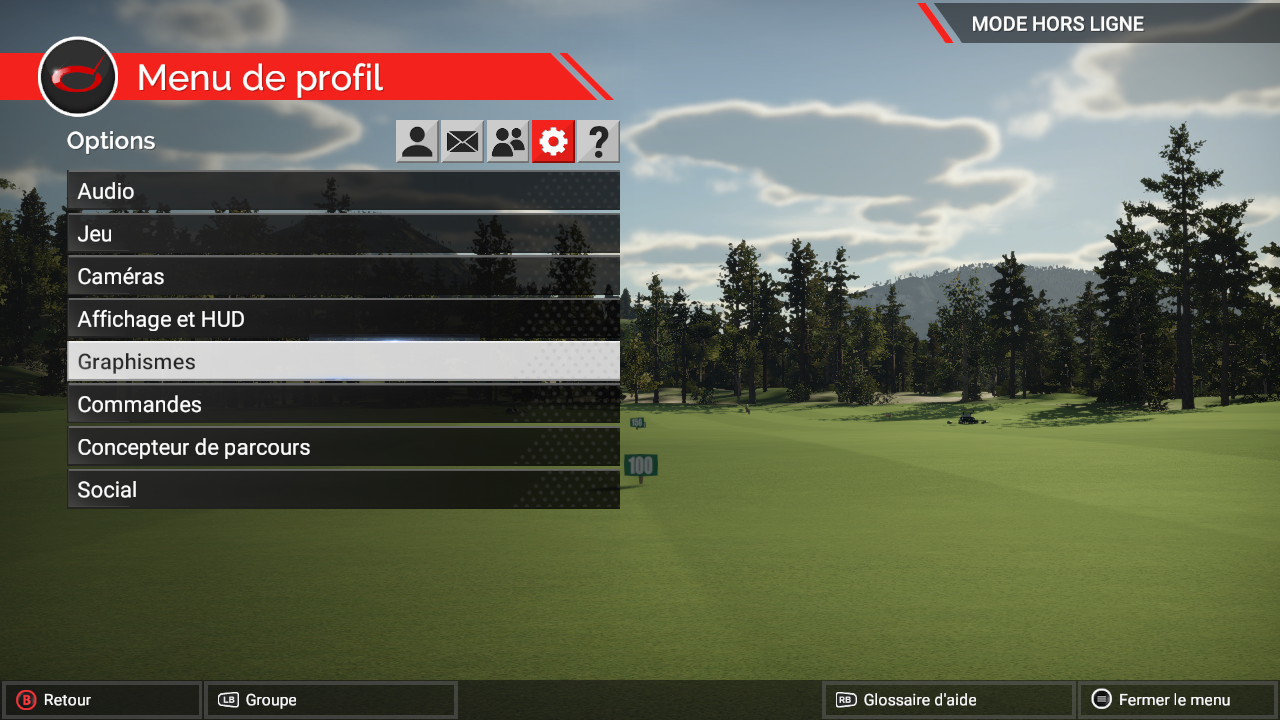 MODE HORS LIGNE
Menu de profil
Options
?
Audio
Jeu
Caméras
Affichage et HUD
Graphismes
Commandes
Concepteur de parcours
Social
150
100
B Retour
LB Groupe
RB Glossaire d'aide
Fermer le menu